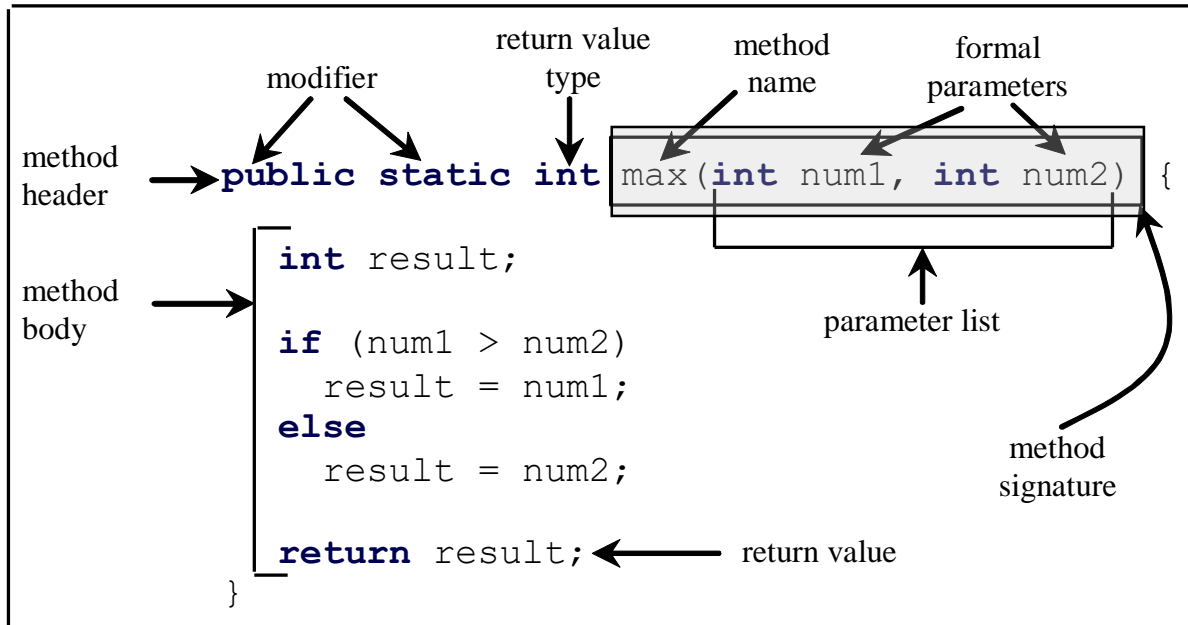 return value
type
method
name
formal
parameters
modifier
method
header
public static int max(int num1, int num2) {
int result;
method
body
parameter list
if (num1 > num2)
result = num1;
else
result = num2;
method
signature
return result;
return value
}